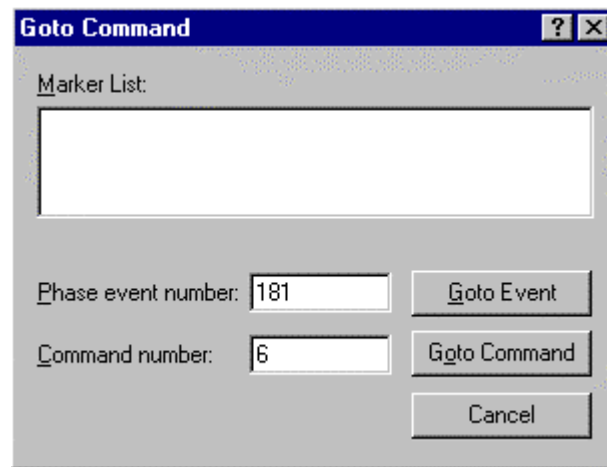 Goto Command
Marker List:
Phase event number: 181 Goto Event
Command number: 6 Goto Command
Cancel